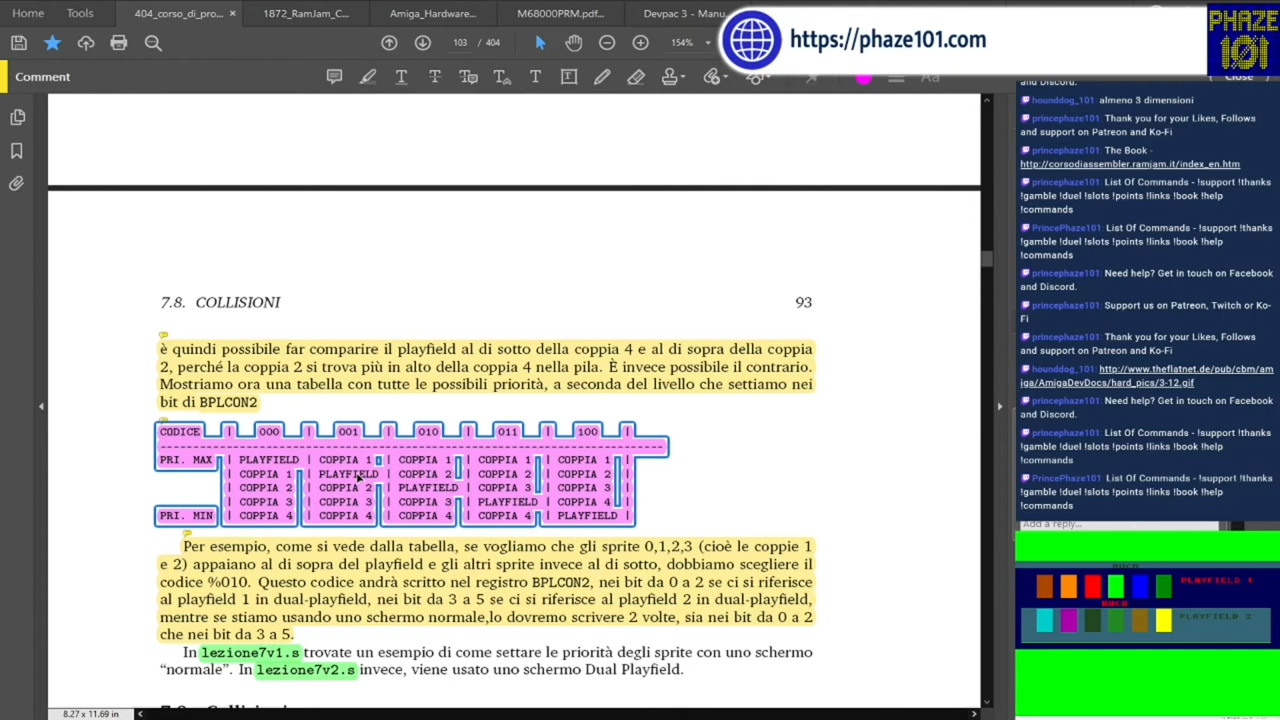 Home
Tools
404_corso_di_pro...
1872_RamJam_C...
Amiga_Hardware...
M68000PRM.pdf...
Devpac 3 - Manu...
https://phaze101.com
PHAZE
101
103 / 404
154%
Comment
Close
7.8. COLLISIONI
93
è quindi possibile far comparire il playfield al di sotto della coppia 4 e al di sopra della coppia
2, perché la coppia 2 si trova più in alto della coppia 4 nella pila. È invece possibile il contrario.
Mostriamo ora una tabella con tutte le possibili priorità, a seconda del livello che settiamo nei
bit di BPLCON2
CODICE | 000 | 001 | 010 | 011 | 100 |
----------------------------------------------------------------------
PRI. MAX | PLAYFIELD | COPPIA 1 | COPPIA 1 | COPPIA 1 | COPPIA 1 |
| COPPIA 1 | PLAYFIELD | COPPIA 2 | COPPIA 2 | COPPIA 2 |
| COPPIA 2 | COPPIA 2 | PLAYFIELD | COPPIA 3 | COPPIA 3 |
| COPPIA 3 | COPPIA 3 | COPPIA 3 | PLAYFIELD | COPPIA 4 |
PRI. MIN | COPPIA 4 | COPPIA 4 | COPPIA 4 | COPPIA 4 | PLAYFIELD |
Per esempio, come si vede dalla tabella, se vogliamo che gli sprite 0,1,2,3 (cioè le coppie 1
e 2) appaiano al di sopra del playfield e gli altri sprite invece al di sotto, dobbiamo scegliere il
codice %010. Questo codice andrà scritto nel registro BPLCON2, nei bit da 0 a 2 se ci si riferisce
al playfield 1 in dual-playfield, nei bit da 3 a 5 se ci si riferisce al playfield 2 in dual-playfield,
mentre se stiamo usando uno schermo normale,lo dovremo scrivere 2 volte, sia nei bit da 0 a 2
che nei bit da 3 a 5.
In lezione7v1.s trovate un esempio di come settare le priorità degli sprite con uno schermo
“normale”. In lezione7v2.s invece, viene usato uno schermo Dual Playfield.
8.27 x 11.69 in
and Discord.
hounddog_101: almeno 3 dimensioni
princephaze101: Thank you for your Likes, Follows
and support on Patreon and Ko-Fi
princephaze101: The Book -
http://corsodiassembler.ramjam.it/index_en.htm
princephaze101: List Of Commands - !support !thanks
!gamble !duel !slots !points !links !book !help
!commands
PrincePhaze101: List Of Commands - !support !thanks
!gamble !duel !slots !points !links !book !help
!commands
princephaze101: Need help? Get in touch on Facebook
and Discord.
princephaze101: Support us on Patreon, Twitch or Ko-
Fi
princephaze101: Thank you for your Likes, Follows
and support on Patreon and Ko-Fi
hounddog_101: http://www.theflatnet.de/pub/cbm/am
iga/AmigaDevDocs/hard_pics/3-12.gif
princephaze101: Need help? Get in touch on Facebook
and Discord.
princephaze101: List Of Commands - !support !thanks
!gamble !duel !slots !points !links !book !help
!commands
PrincePhaze101: List Of Commands - !support !thanks
!gamble !duel !slots !points !links !book !help
!commands
Add a reply...
BUCO
PLAYFIELD 1
BUCO
PLAYFIELD 2